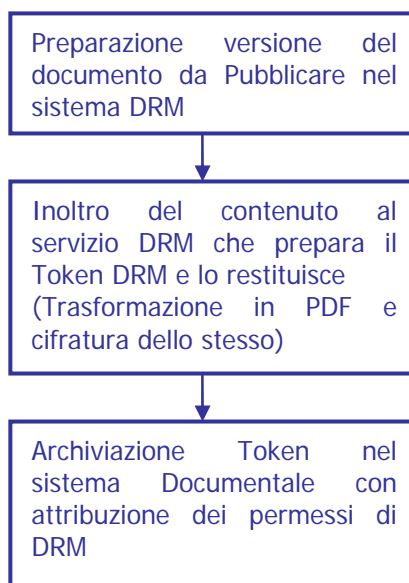 Preparazione versione del
documento da Pubblicare nel
sistema DRM
Inoltro del contenuto al
servizio DRM che prepara il
Token DRM e lo restituisce
(Trasformazione in PDF e
cifratura dello stesso)
Archiviazione Token nel
sistema Documentale con
attribuzione dei permessi di
DRM